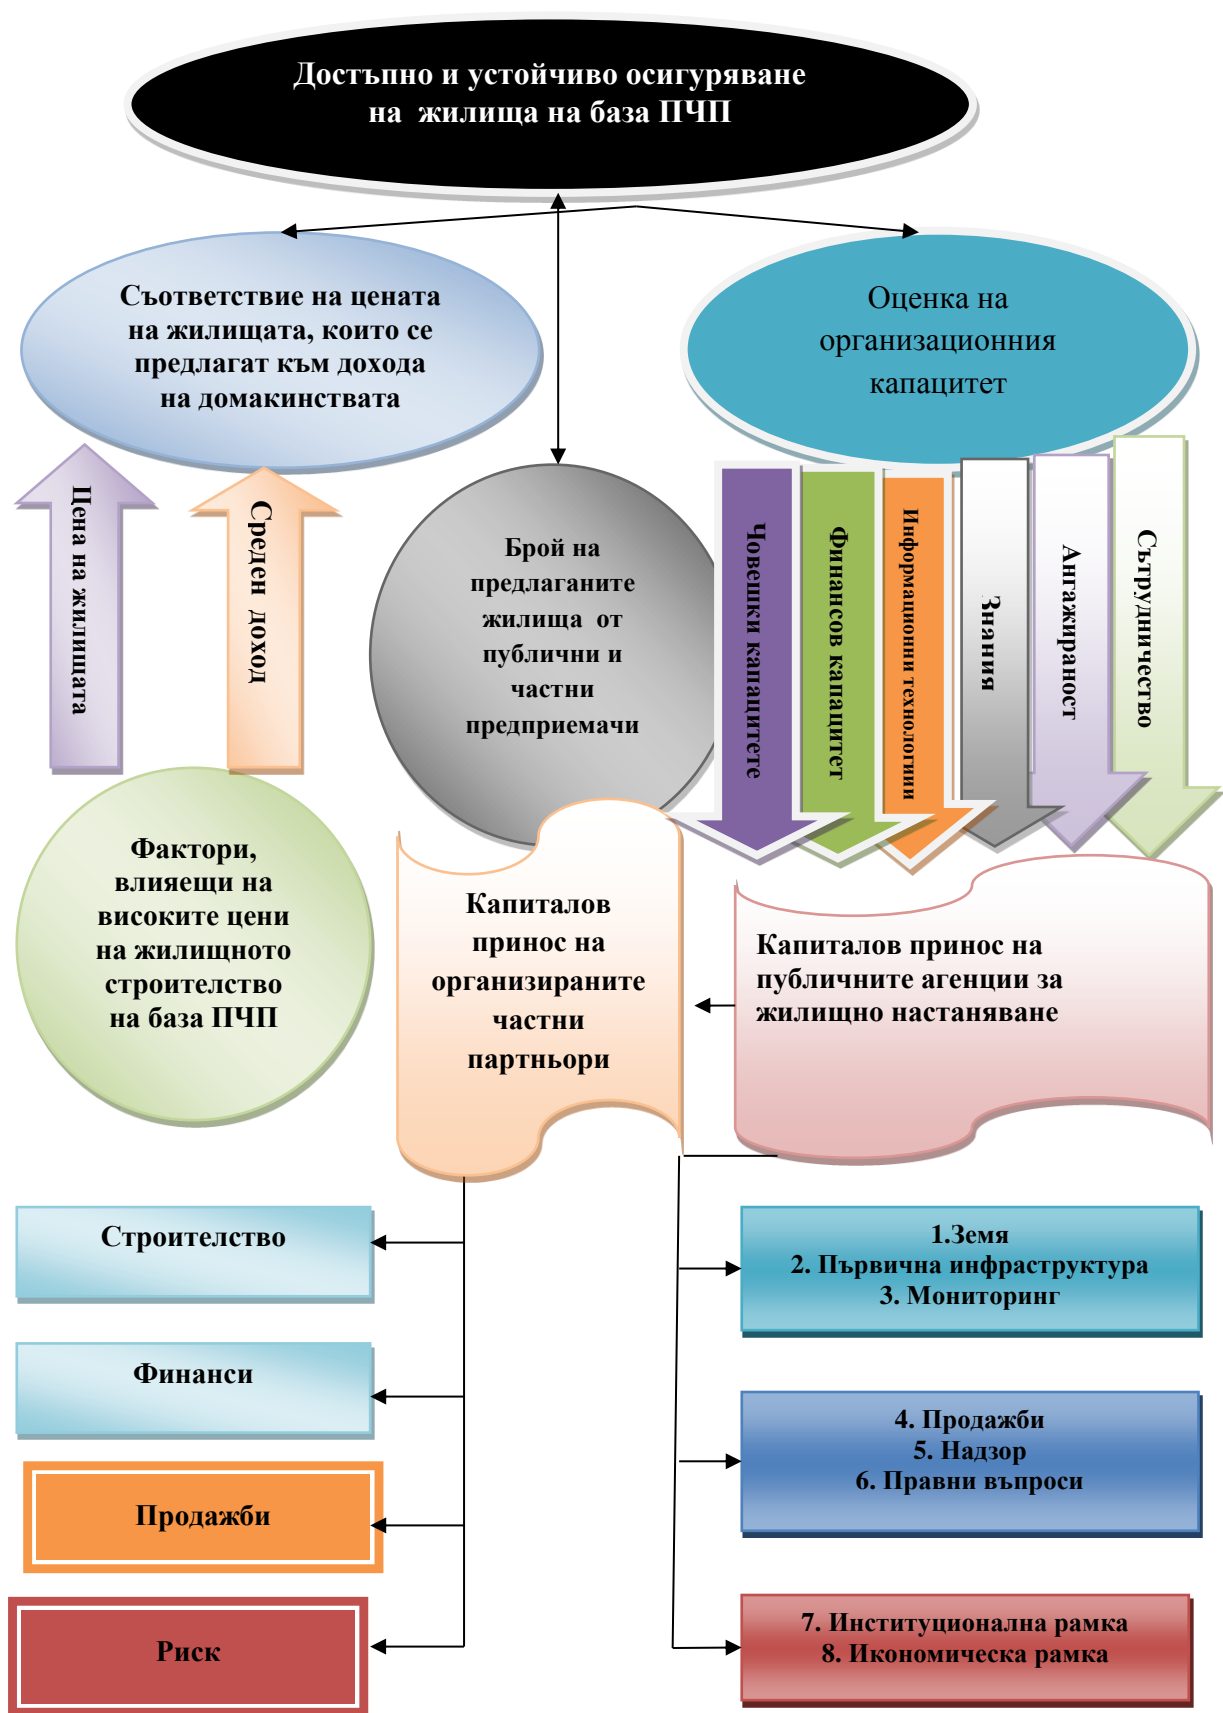 Достъпно и устойчиво осигуряване
на жилища на база ПЧП
Съответствие на цената
на жилищата, които се
предлагат към дохода
на домакинствата
Оценка на
организационния
капацитет
Цена на жилищата
Среден доход
Брой на
предлаганите
жилища от
публични и
частни
предприемачи
Човешки капацитете
Финансов капацитет
Информационни технологиии
Знания
Ангажираност
Сътрудничество
Фактори,
влияещи на
високите цени
на жилищното
строителство
на база ПЧП
Капиталов
принос на
организираните
частни
партньори
Капиталов принос на
публичните агенции за
жилищно настаняване
Строителство
Финанси
Продажби
Риск
1.Земя
2. Първична инфраструктура
3. Мониторинг
4. Продажби
5. Надзор
6. Правни въпроси
7. Институционална рамка
8. Икономическа рамка